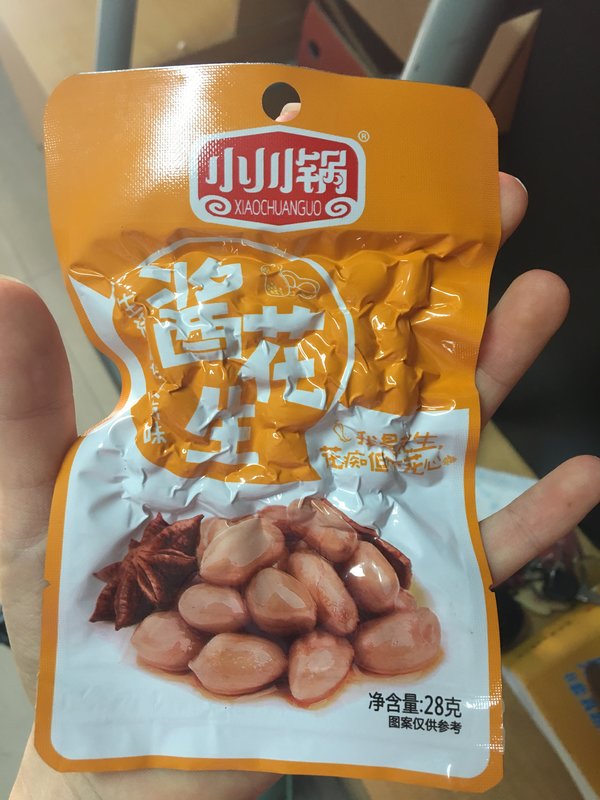 小川锅
®
XIAOCHUANGUO
酱花生
味
我是花生,
花痴但不花心
净含量:28克
图案仅供参考